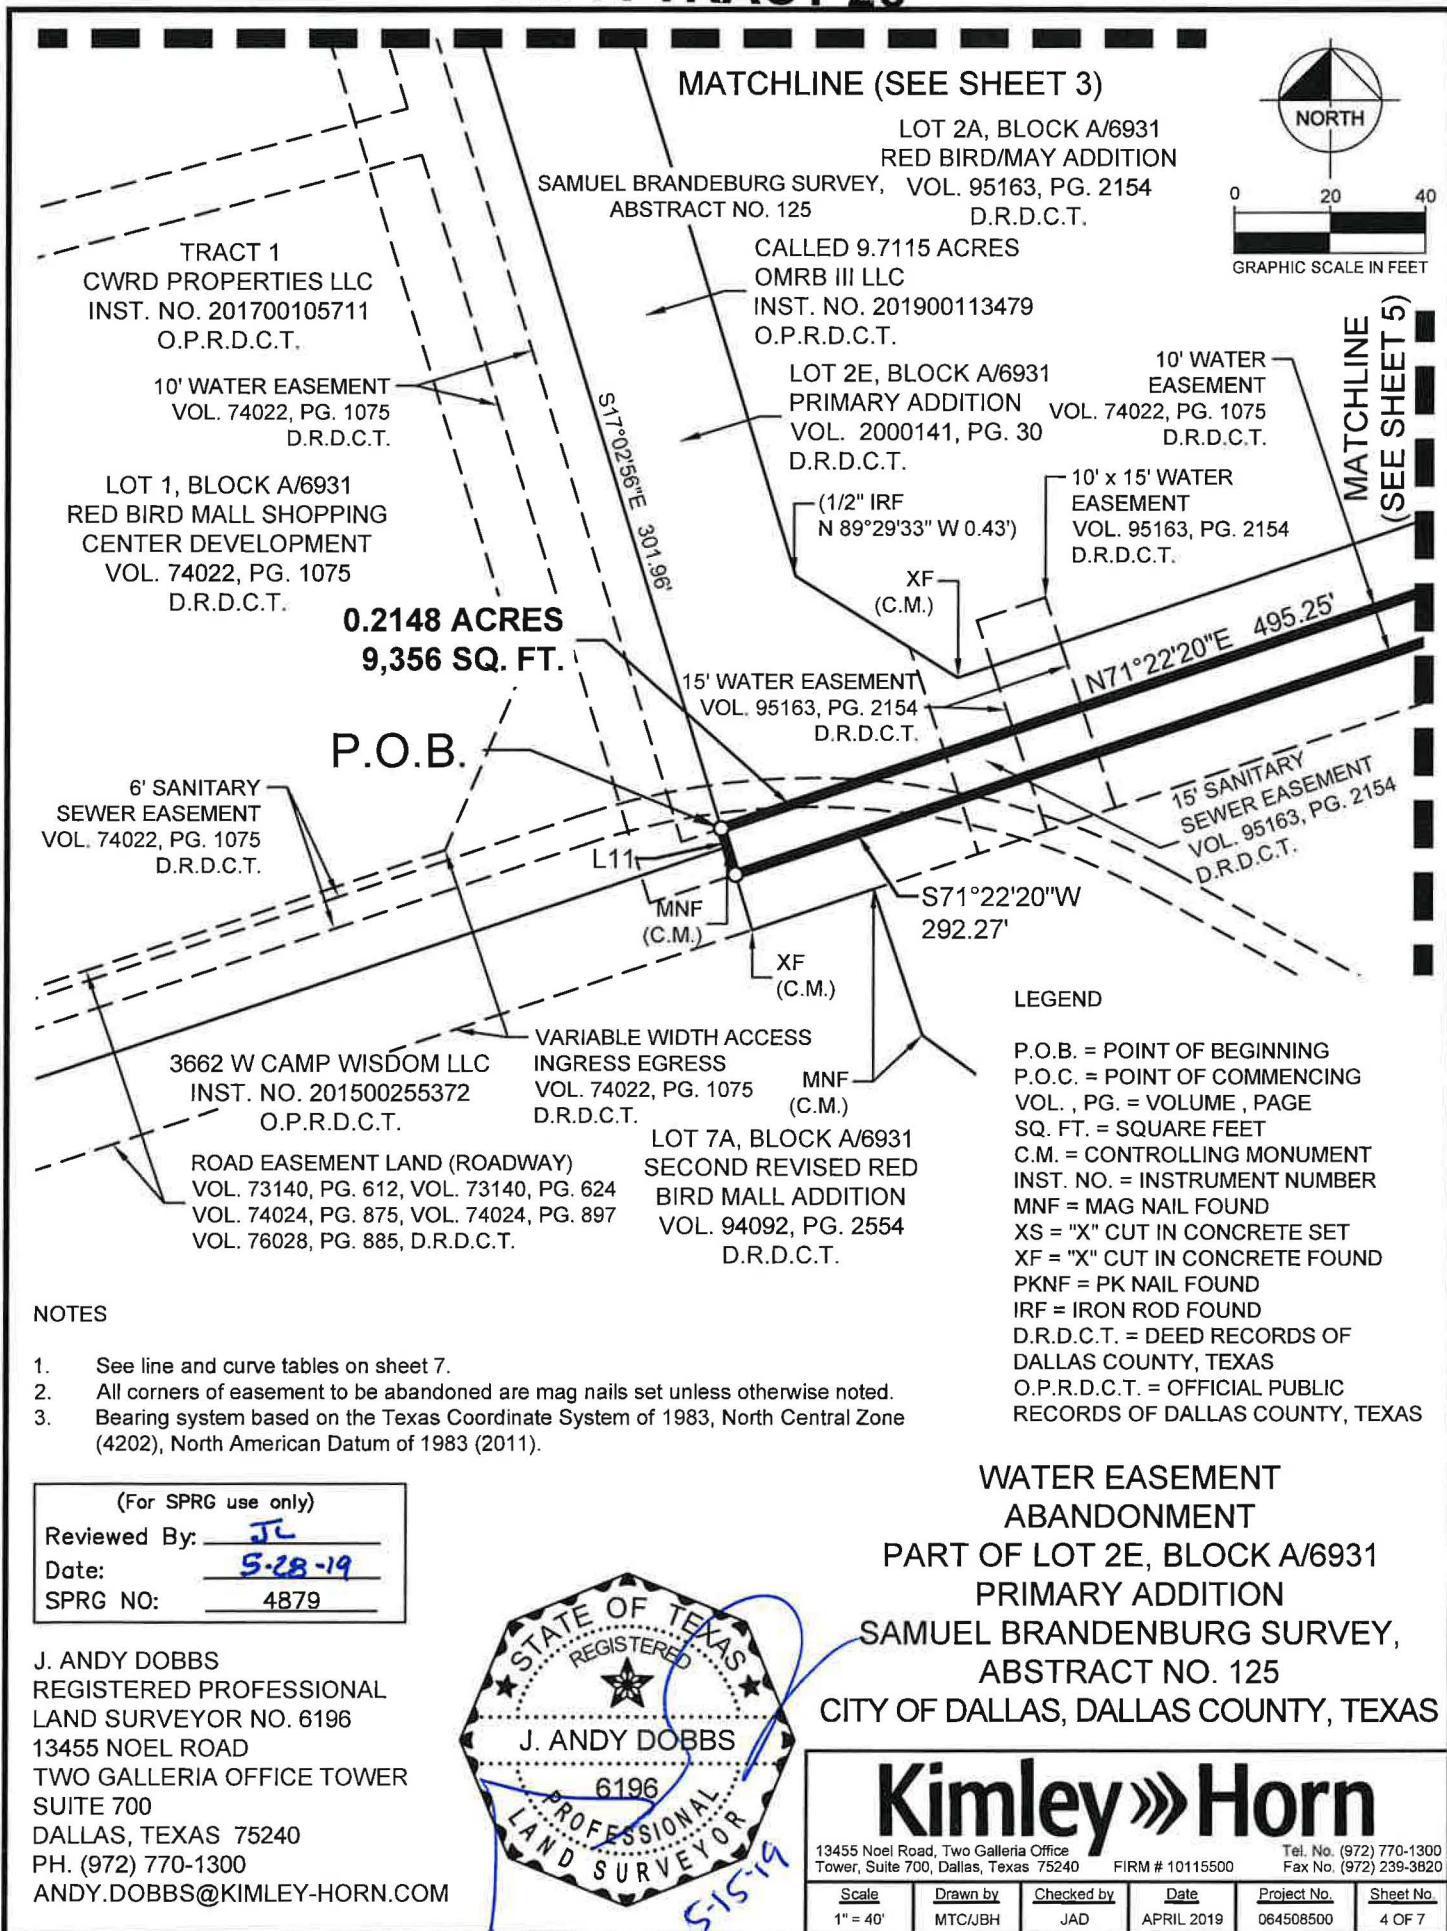 MATCHLINE (SEE SHEET 3)
NORTH
0 20 40
GRAPHIC SCALE IN FEET
LOT 2A, BLOCK A/6931
RED BIRD/MAY ADDITION
VOL. 95163, PG. 2154
D.R.D.C.T.
SAMUEL BRANDEBURG SURVEY,
ABSTRACT NO. 125
TRACT 1
CWRD PROPERTIES LLC
INST. NO. 201700105711
O.P.R.D.C.T.
CALLED 9.7115 ACRES
OMRB III LLC
INST. NO. 201900113479
O.P.R.D.C.T.
10' WATER EASEMENT
VOL. 74022, PG. 1075
D.R.D.C.T.
LOT 2E, BLOCK A/6931
PRIMARY ADDITION
VOL. 2000141, PG. 30
D.R.D.C.T.
10' WATER
EASEMENT
VOL. 74022, PG. 1075
D.R.D.C.T.
MATCHLINE
(SEE SHEET 5)
S17°02'56"E 301.96'
LOT 1, BLOCK A/6931
RED BIRD MALL SHOPPING
CENTER DEVELOPMENT
VOL. 74022, PG. 1075
D.R.D.C.T.
(1/2" IRF
N 89°29'33" W 0.43')
10' x 15' WATER
EASEMENT
VOL. 95163, PG. 2154
D.R.D.C.T.
XF
(C.M.)
0.2148 ACRES
9,356 SQ. FT.
N71°22'20"E 495.25'
15' WATER EASEMENT
VOL. 95163, PG. 2154
D.R.D.C.T.
P.O.B.
6' SANITARY
SEWER EASEMENT
VOL. 74022, PG. 1075
D.R.D.C.T.
15' SANITARY
SEWER EASEMENT
VOL. 95163, PG. 2154
D.R.D.C.T.
L11
MNF
(C.M.)
S71°22'20"W
292.27'
XF
(C.M.)
3662 W CAMP WISDOM LLC
INST. NO. 201500255372
O.P.R.D.C.T.
VARIABLE WIDTH ACCESS
INGRESS EGRESS
VOL. 74022, PG. 1075
D.R.D.C.T.
MNF
(C.M.)
ROAD EASEMENT LAND (ROADWAY)
VOL. 73140, PG. 612, VOL. 73140, PG. 624
VOL. 74024, PG. 875, VOL. 74024, PG. 897
VOL. 76028, PG. 885, D.R.D.C.T.
LOT 7A, BLOCK A/6931
SECOND REVISED RED
BIRD MALL ADDITION
VOL. 94092, PG. 2554
D.R.D.C.T.
LEGEND
P.O.B. = POINT OF BEGINNING
P.O.C. = POINT OF COMMENCING
VOL. , PG. = VOLUME , PAGE
SQ. FT. = SQUARE FEET
C.M. = CONTROLLING MONUMENT
INST. NO. = INSTRUMENT NUMBER
MNF = MAG NAIL FOUND
XS = "X" CUT IN CONCRETE SET
XF = "X" CUT IN CONCRETE FOUND
PKNF = PK NAIL FOUND
IRF = IRON ROD FOUND
D.R.D.C.T. = DEED RECORDS OF
DALLAS COUNTY, TEXAS
O.P.R.D.C.T. = OFFICIAL PUBLIC
RECORDS OF DALLAS COUNTY, TEXAS
NOTES
1. See line and curve tables on sheet 7.
2. All corners of easement to be abandoned are mag nails set unless otherwise noted.
3. Bearing system based on the Texas Coordinate System of 1983, North Central Zone
(4202), North American Datum of 1983 (2011).
(For SPRG use only)
Reviewed By: JL
Date: 5-28-19
SPRG NO: 4879
WATER EASEMENT
ABANDONMENT
PART OF LOT 2E, BLOCK A/6931
PRIMARY ADDITION
SAMUEL BRANDENBURG SURVEY,
ABSTRACT NO. 125
CITY OF DALLAS, DALLAS COUNTY, TEXAS
J. ANDY DOBBS
REGISTERED PROFESSIONAL
LAND SURVEYOR NO. 6196
13455 NOEL ROAD
TWO GALLERIA OFFICE TOWER
SUITE 700
DALLAS, TEXAS 75240
PH. (972) 770-1300
ANDY.DOBBS@KIMLEY-HORN.COM
STATE OF TEXAS
REGISTERED
J. ANDY DOBBS
6196
PROFESSIONAL
LAND SURVEYOR
5-15-19
Kimley»»Horn
13455 Noel Road, Two Galleria Office
Tower, Suite 700, Dallas, Texas 75240 FIRM # 10115500
Tel. No. (972) 770-1300
Fax No. (972) 239-3820
Scale Drawn by Checked by Date Project No. Sheet No.
1" = 40' MTC/JBH JAD APRIL 2019 064508500 4 OF 7